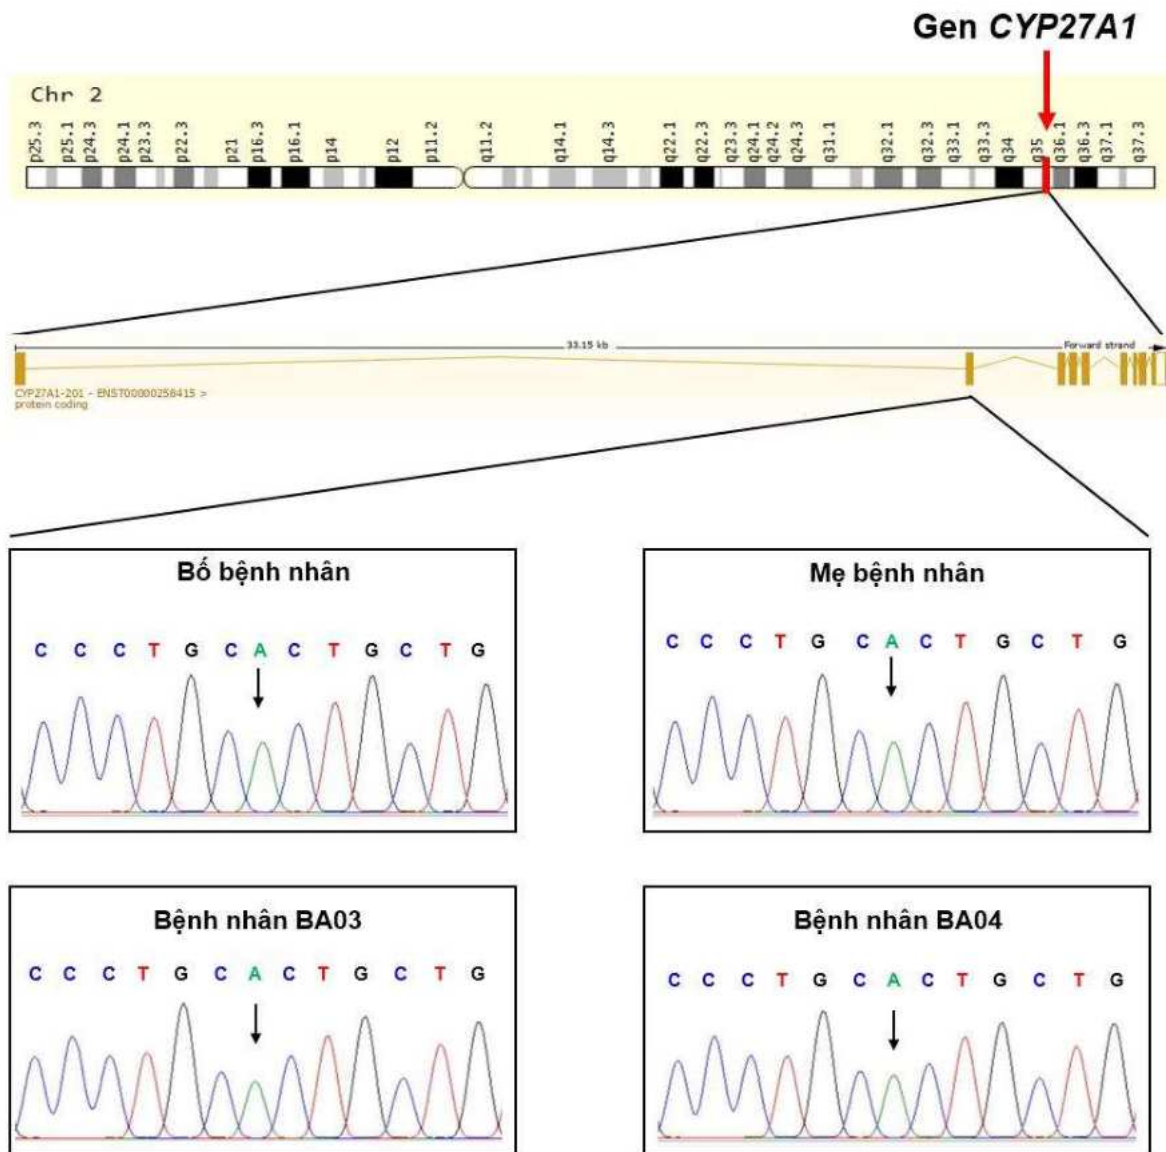 Gen CYP27A1
Chr 2
p25.3 p25.1 p24.3 p24.1 p23.3 p22.3 p21 p16.3 p16.1 p14 p12 p11.2 q11.2 q14.1 q14.3 q22.1 q22.3 q23.3 q24.1 q24.2 q24.3 q31.1 q32.1 q32.3 q33.1 q33.3 q34 q35 q36.1 q36.3 q37.1 q37.3
33.15 kb Forward strand
CYP27A1-201 - ENST00000258415 >
protein coding
Bố bệnh nhân
C C C T G C A C T G C T G
Mẹ bệnh nhân
C C C T G C A C T G C T G
Bệnh nhân BA03
C C C T G C A C T G C T G
Bệnh nhân BA04
C C C T G C A C T G C T G